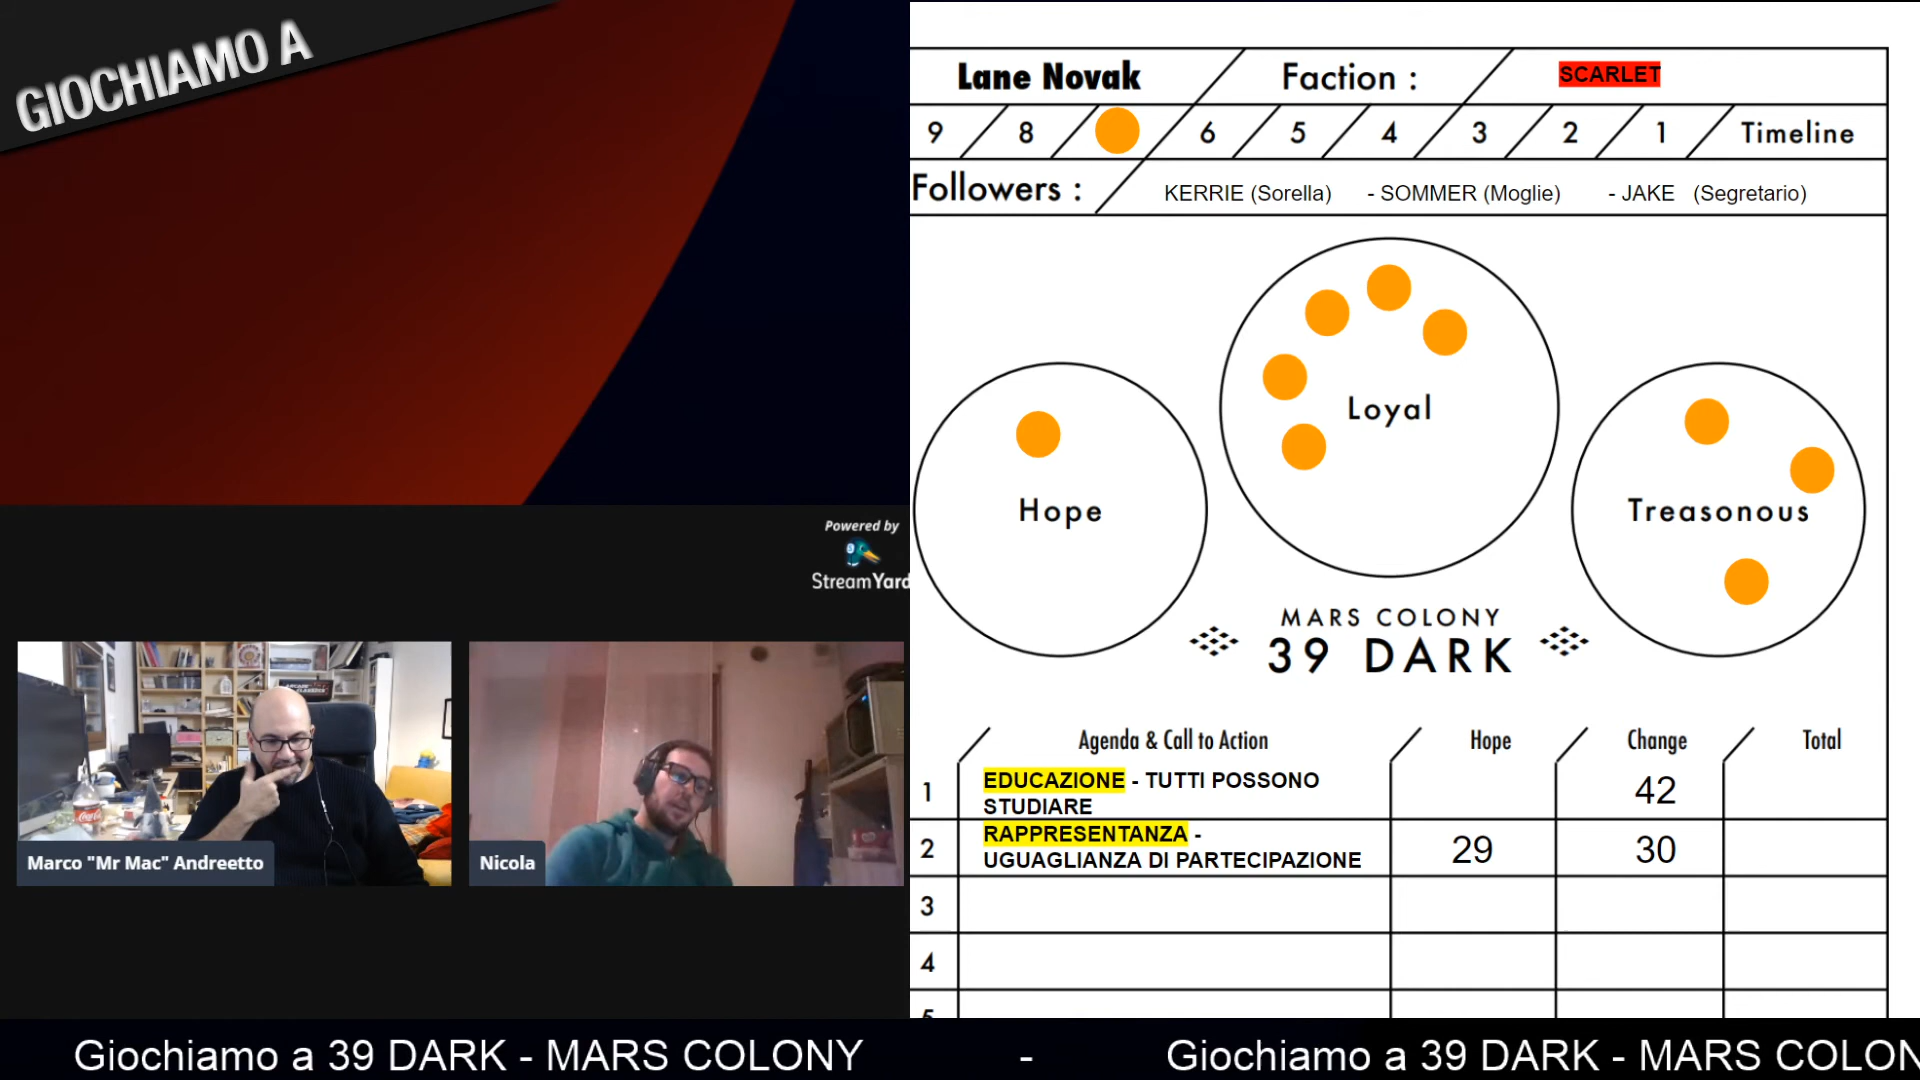 GIOCHIAMO A
Powered by
StreamYard
Marco "Mr Mac" Andreetto
Nicola
Lane Novak
Faction :
SCARLET
9 8 6 5 4 3 2 1 Timeline
Followers :
KERRIE (Sorella) - SOMMER (Moglie) - JAKE (Segretario)
Hope
Loyal
Treasonous
MARS COLONY
39 DARK
Agenda & Call to Action Hope Change Total
1 EDUCAZIONE - TUTTI POSSONO
STUDIARE
42
2 RAPPRESENTANZA -
UGUAGLIANZA DI PARTECIPAZIONE
29 30
3
4
5
Giochiamo a 39 DARK - MARS COLONY - Giochiamo a 39 DARK - MARS COLON